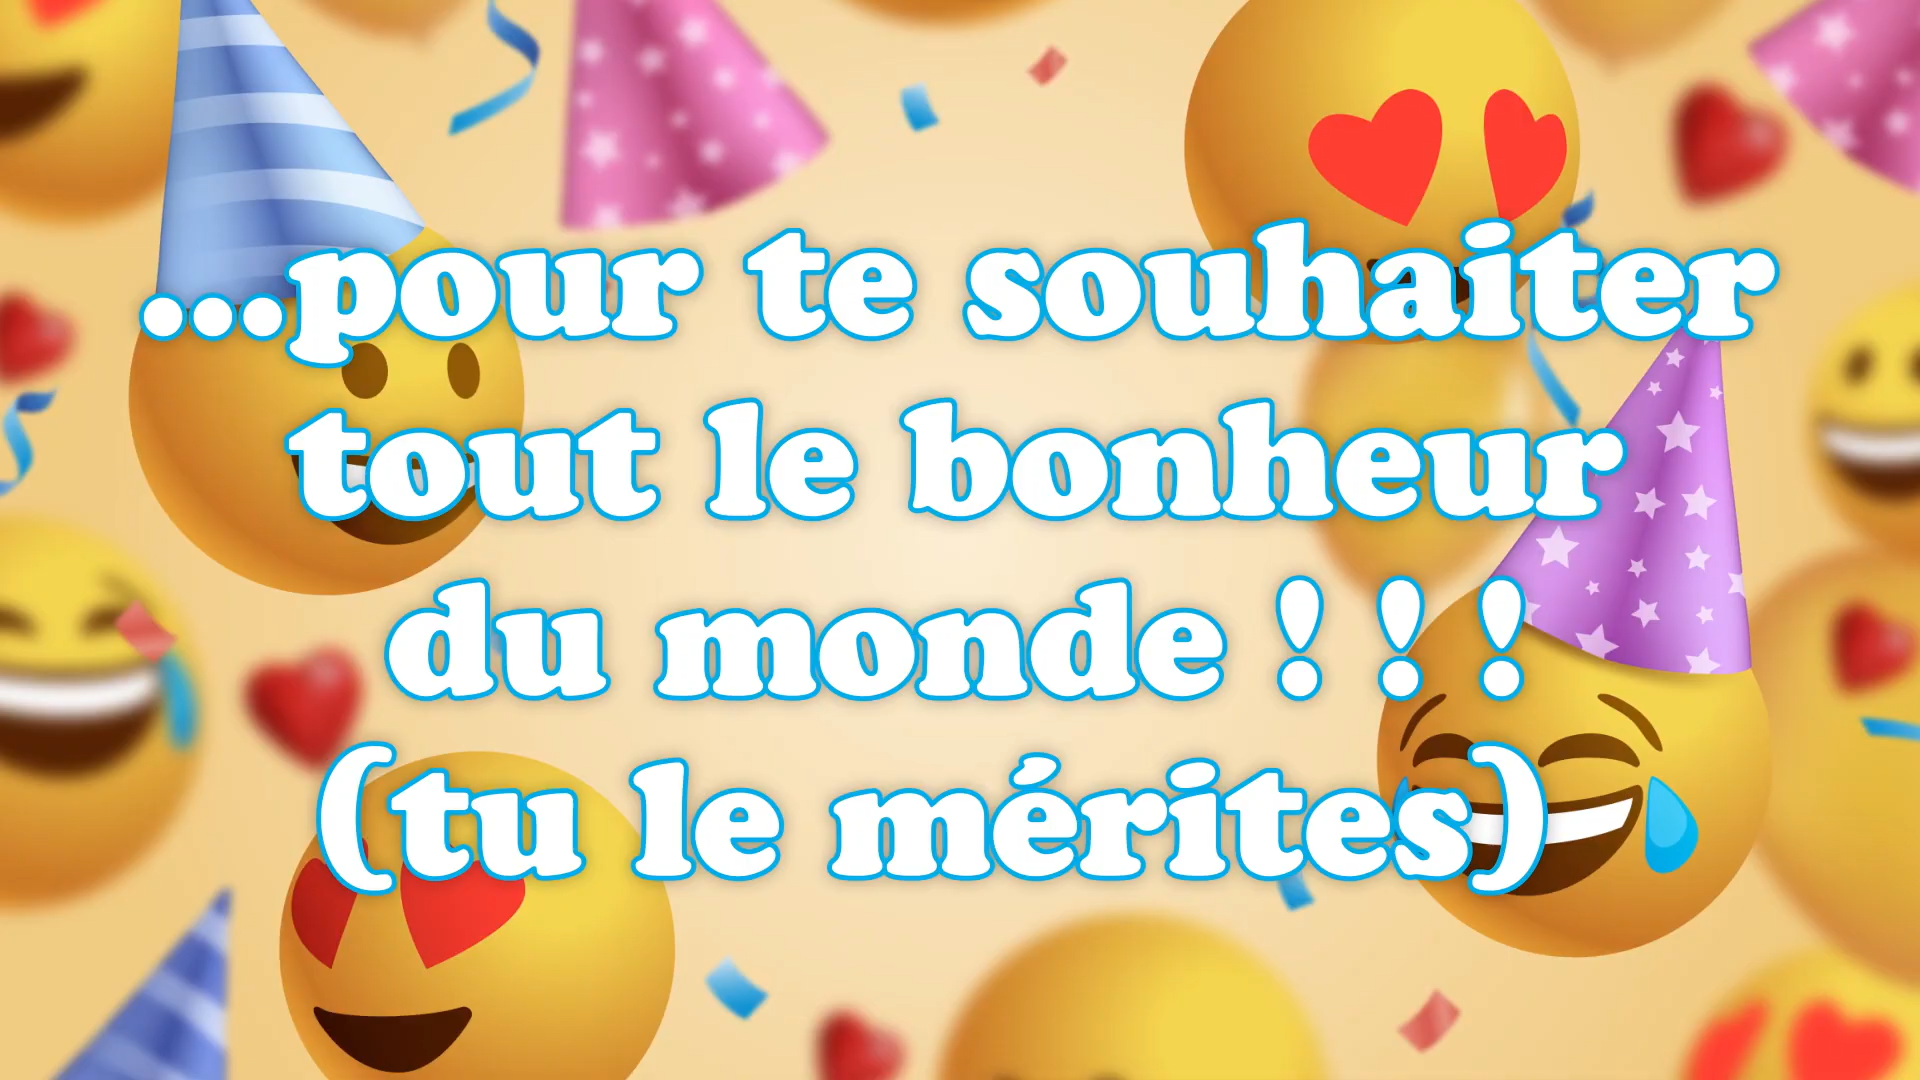 ...pour te souhaiter
tout le bonheur
du monde ! ! !
(tu le mérites)